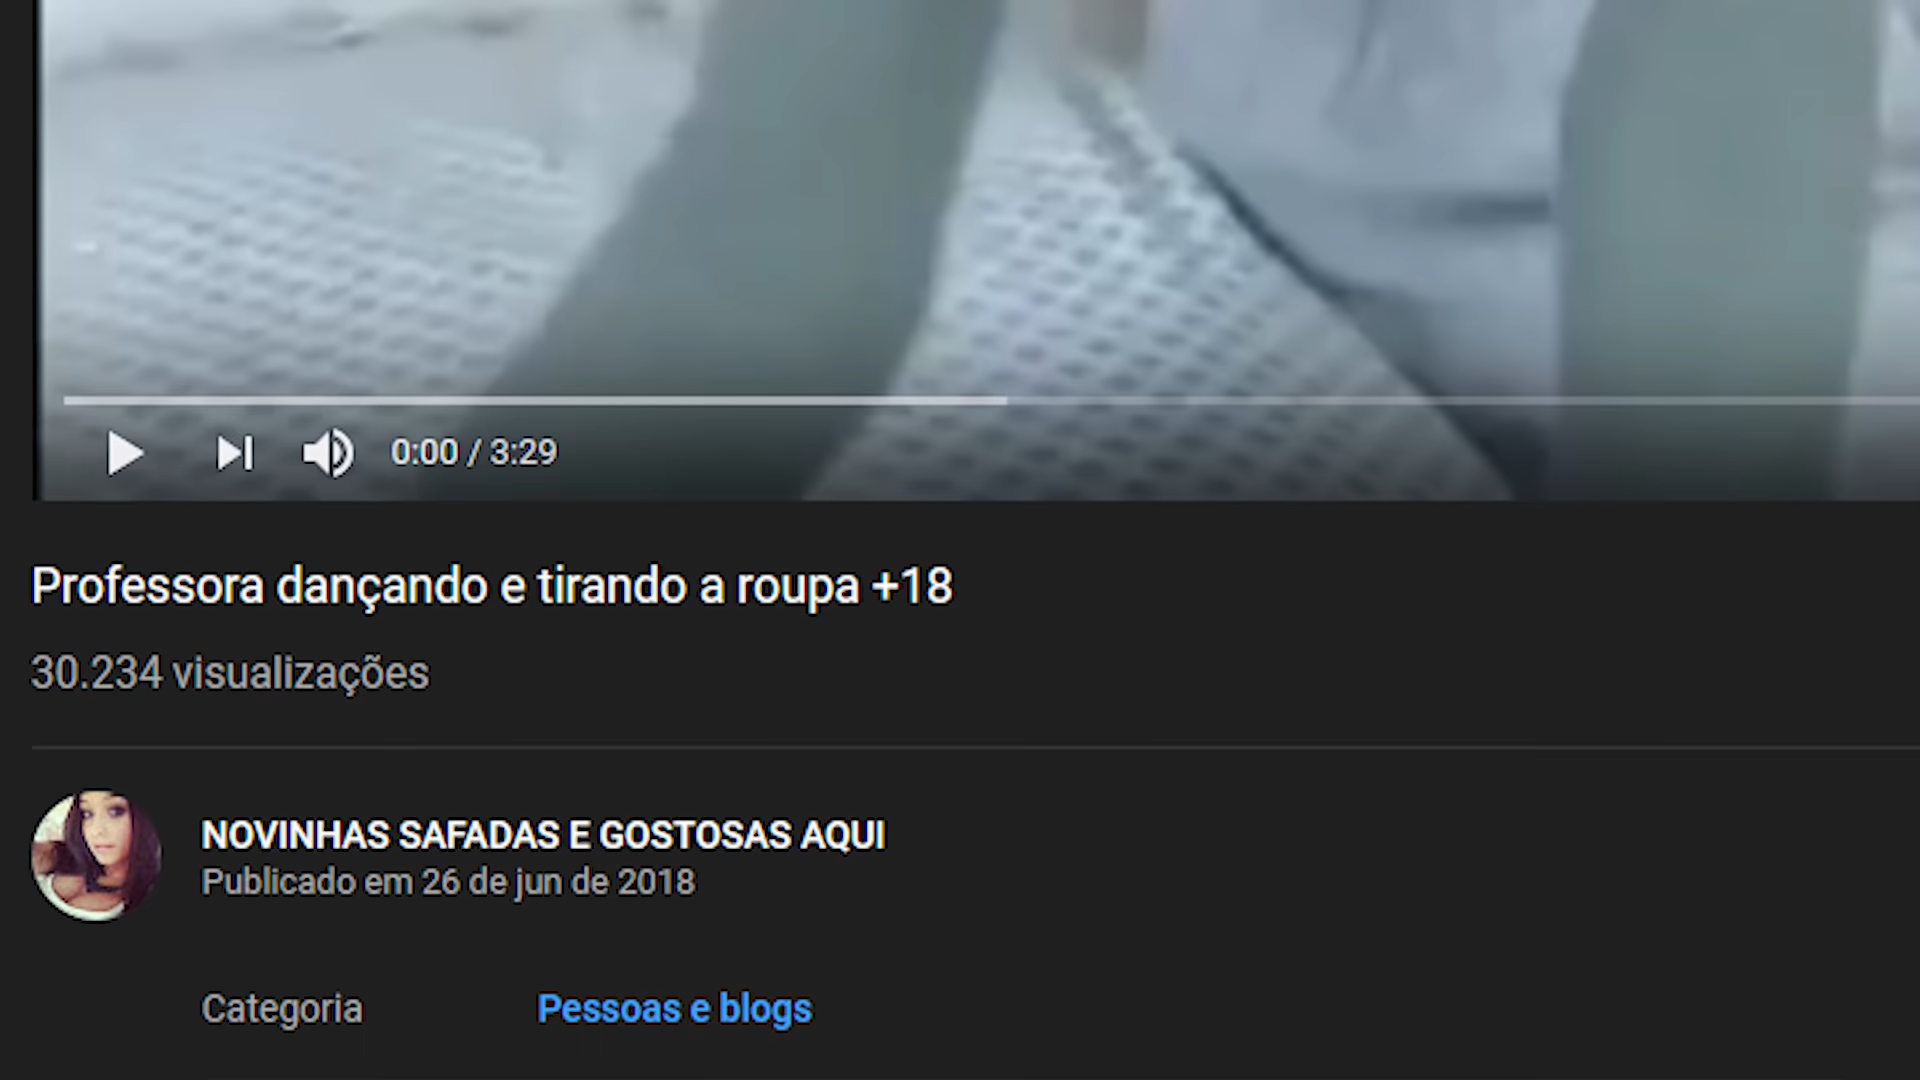 0:00 / 3:29
Professora dançando e tirando a roupa +18
30.234 visualizações
NOVINHAS SAFADAS E GOSTOSAS AQUI
Publicado em 26 de jun de 2018
Categoria Pessoas e blogs